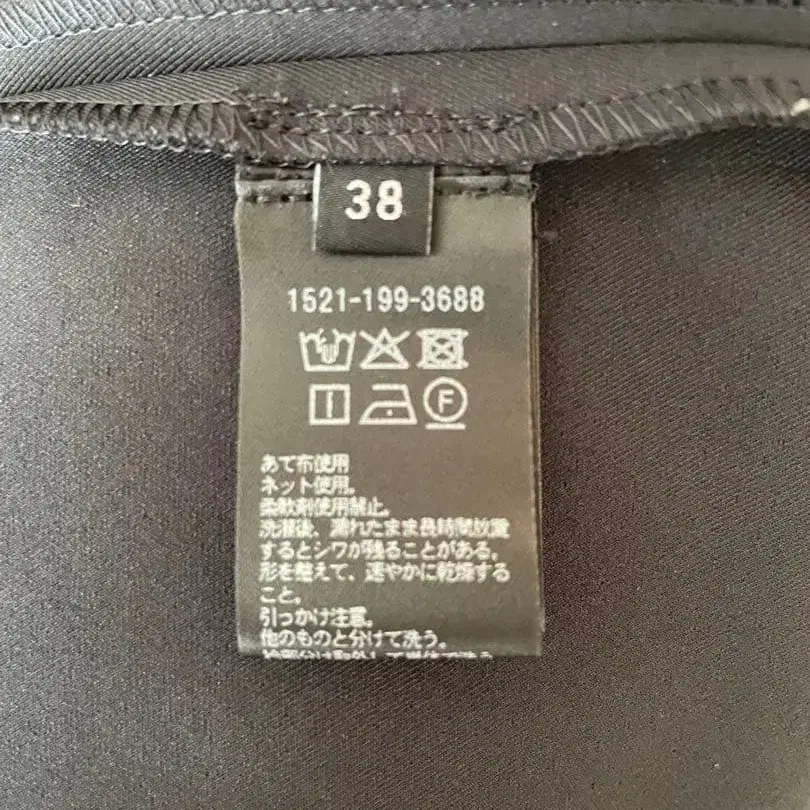 38
1521-199-3688
F
あて布使用
ネット使用。
柔軟剤使用禁止。
洗濯後、濡れたまま長時間放置
するとシワが残ることがある。
形を整えて、速やかに乾燥する
こと。
引っかけ注意。
他のものと分けて洗う。